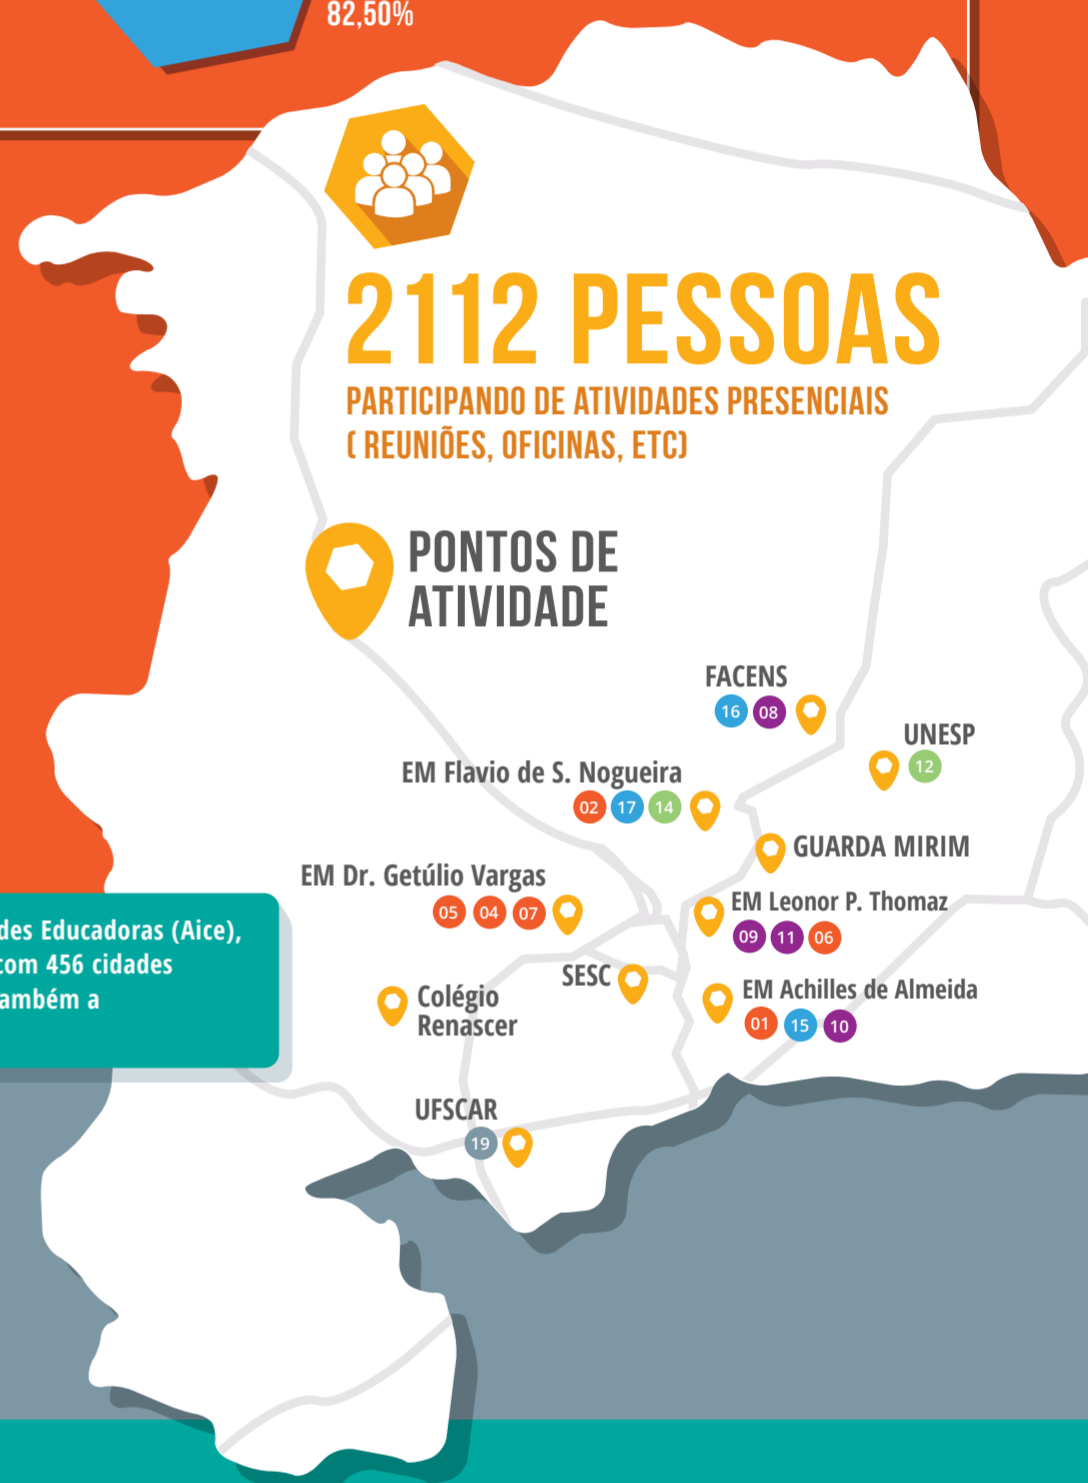 82,50%
2112 PESSOAS
PARTICIPANDO DE ATIVIDADES PRESENCIAIS
( REUNIÕES, OFICINAS, ETC)
PONTOS DE
ATIVIDADE
FACENS
16 08
UNESP
12
EM Flavio de S. Nogueira
02 17 14
GUARDA MIRIM
EM Dr. Getúlio Vargas
05 04 07
EM Leonor P. Thomaz
09 11 06
des Educadoras (Aice),
com 456 cidades
ambém a
SESC
Colégio
Renascer
EM Achilles de Almeida
01 15 10
UFSCAR
19